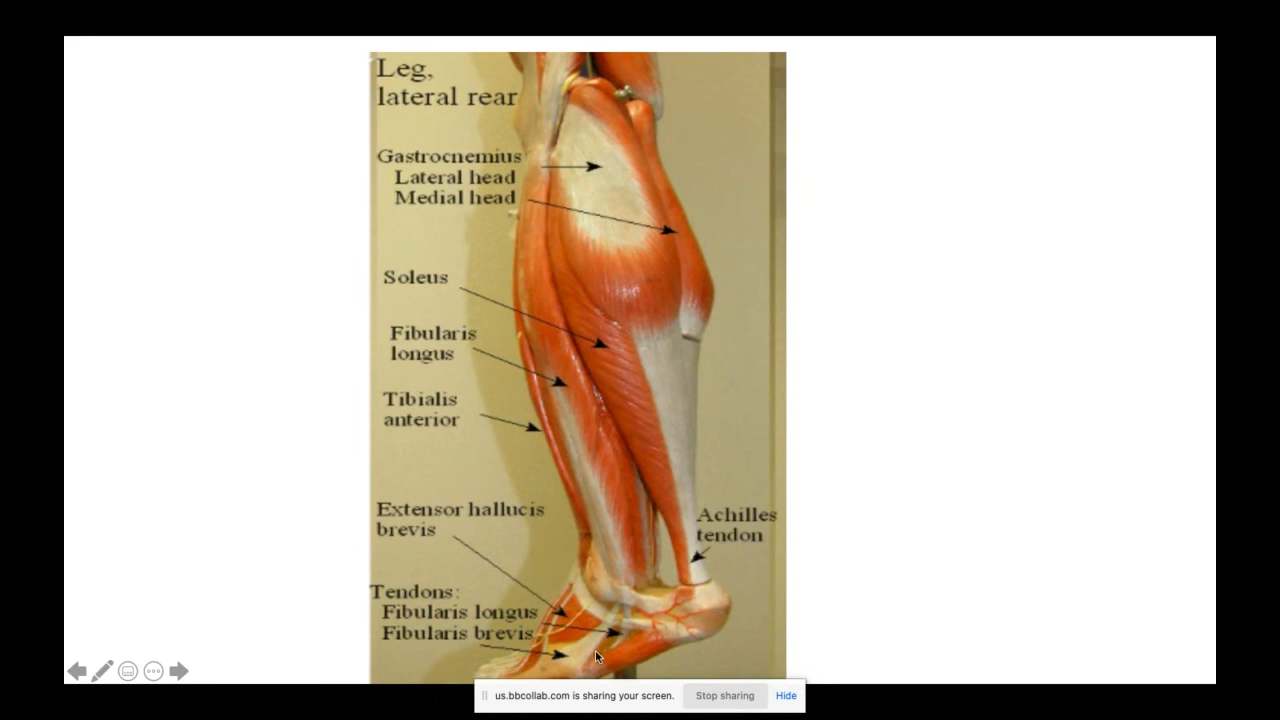 Leg,
lateral rear
Gastrocnemius
Lateral head
Medial head
Soleus
Fibularis
longus
Tibialis
anterior
Extensor hallucis
brevis
Achilles
tendon
Tendons:
Fibularis longus
Fibularis brevis
us.bbcollab.com is sharing your screen.
Stop sharing
Hide